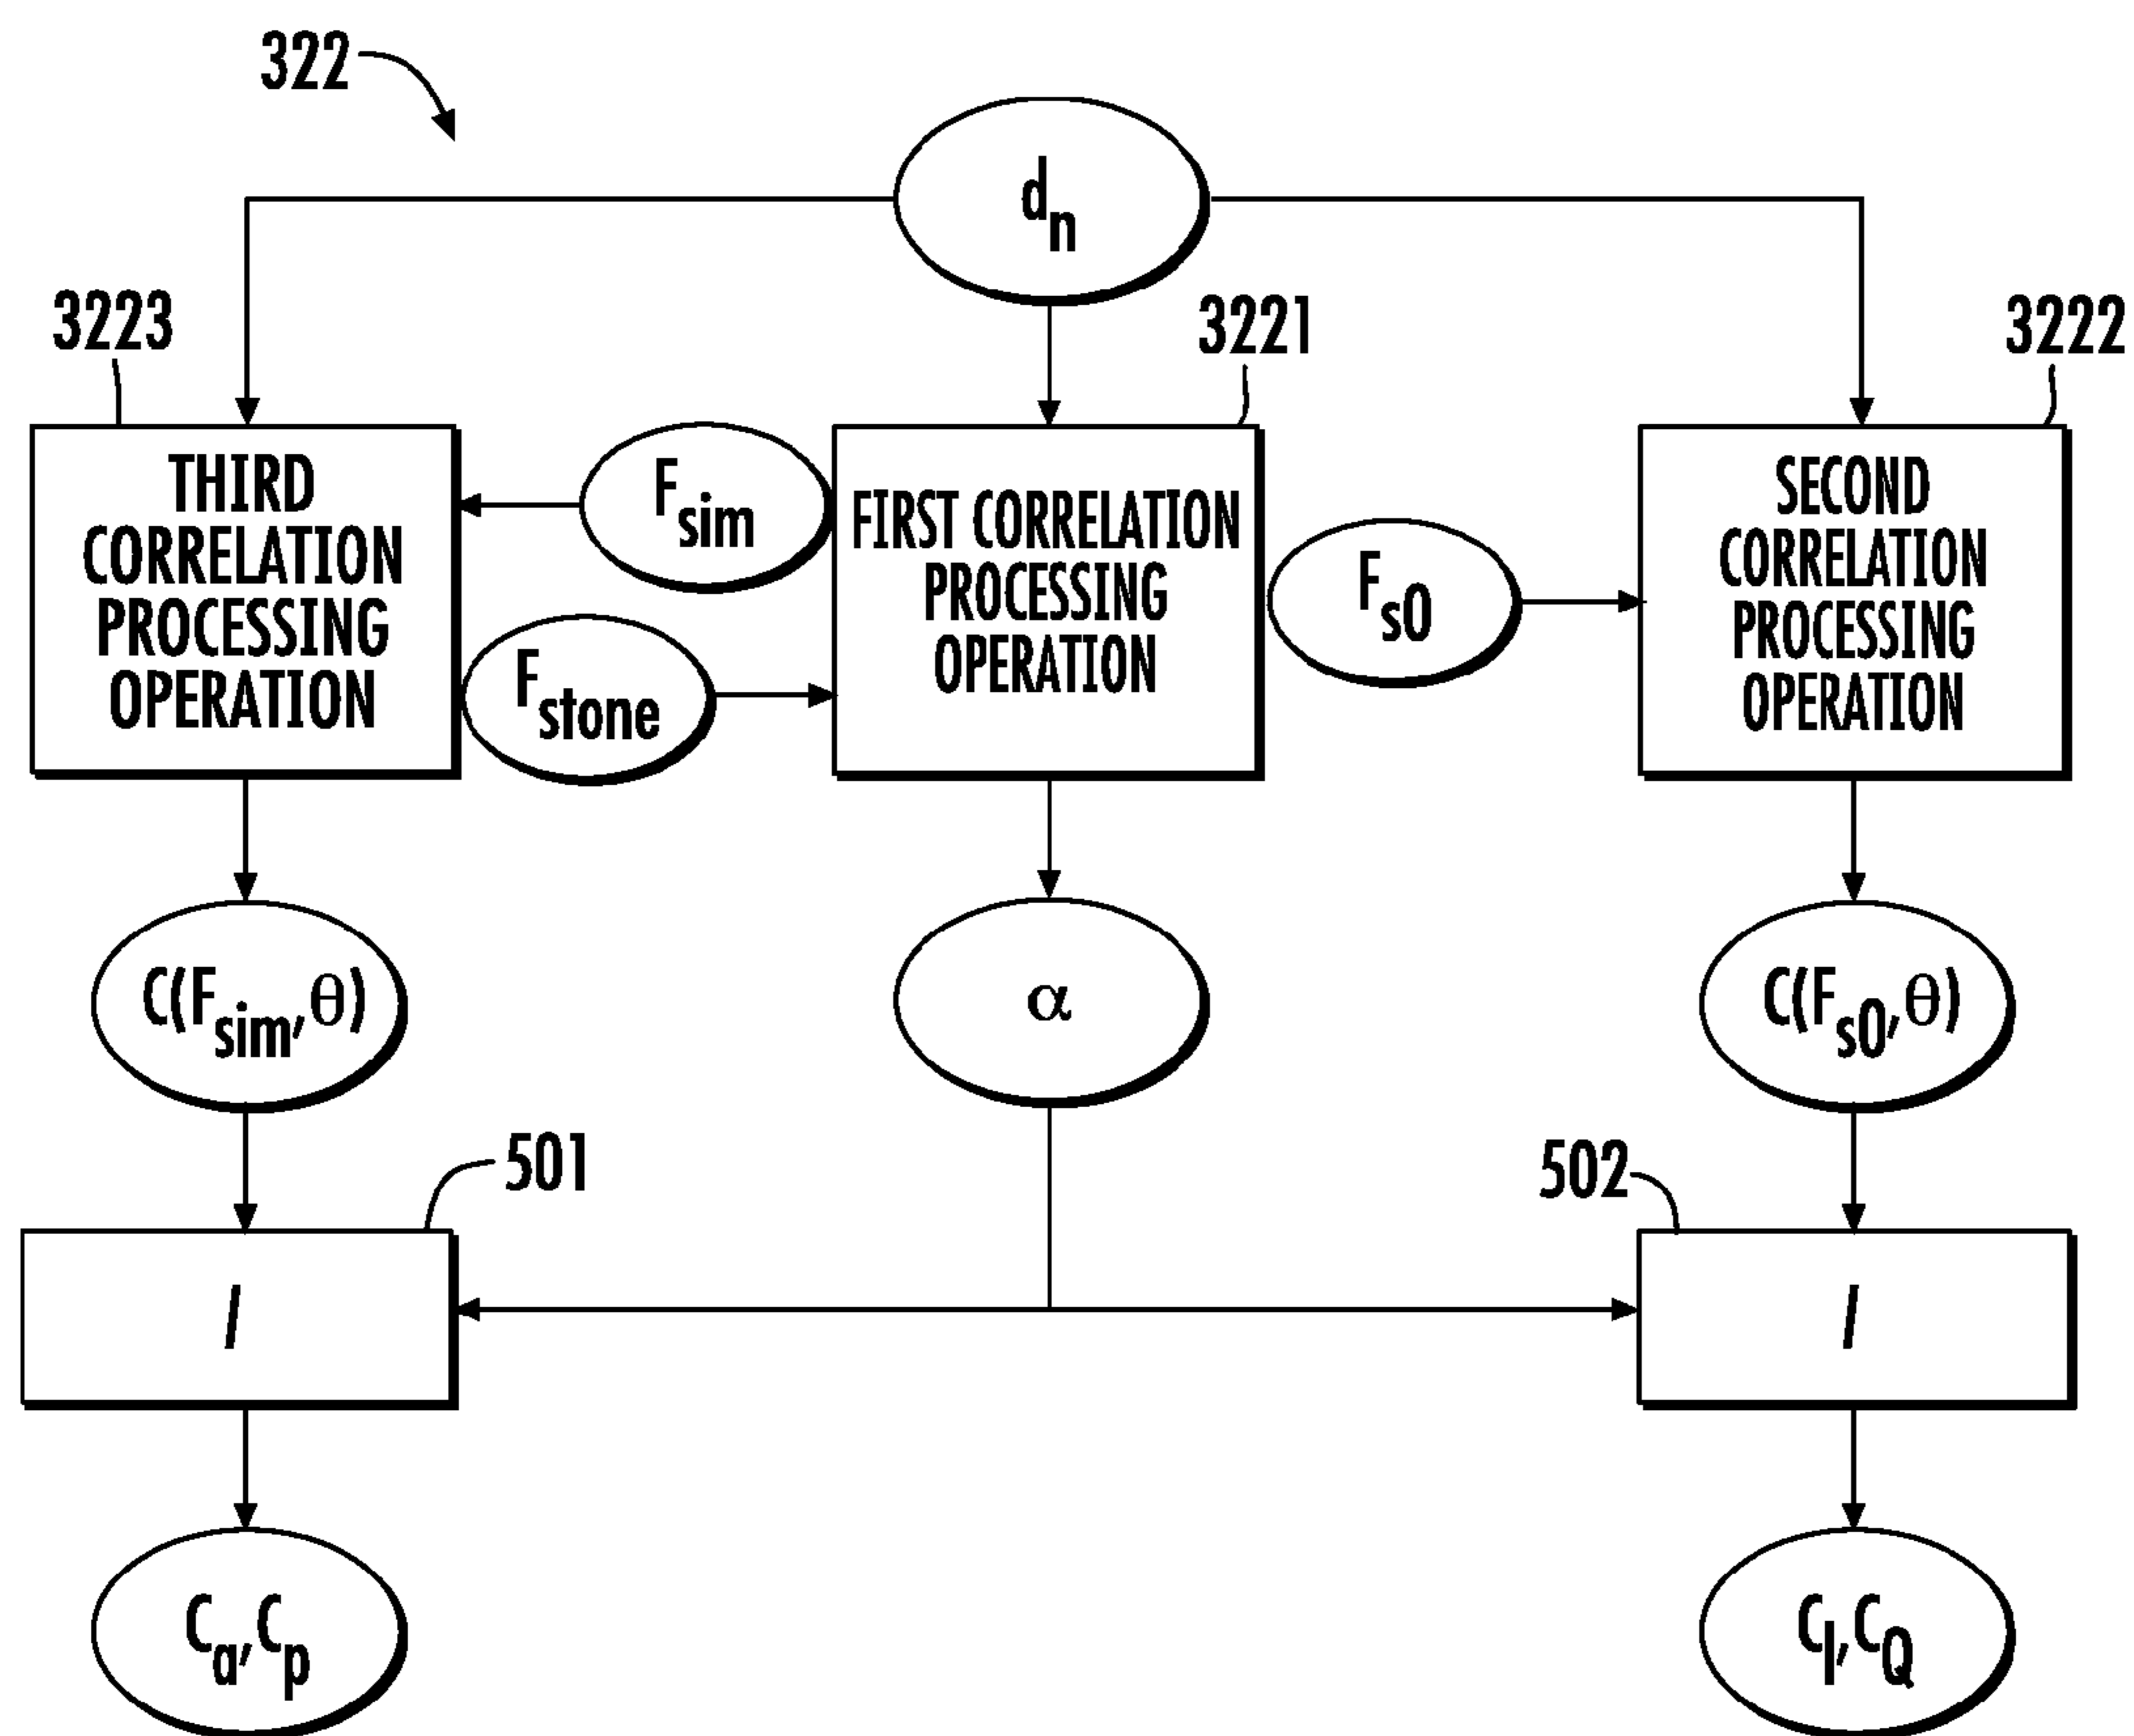 322
d_n
3223
3221
3222
THIRD
CORRELATION
PROCESSING
OPERATION
F_sim
F_stone
FIRST CORRELATION
PROCESSING
OPERATION
F_s0
SECOND
CORRELATION
PROCESSING
OPERATION
C(F_sim,θ)
α
C(F_s0,θ)
501
502
/
/
C_a,C_p
C_I,C_Q